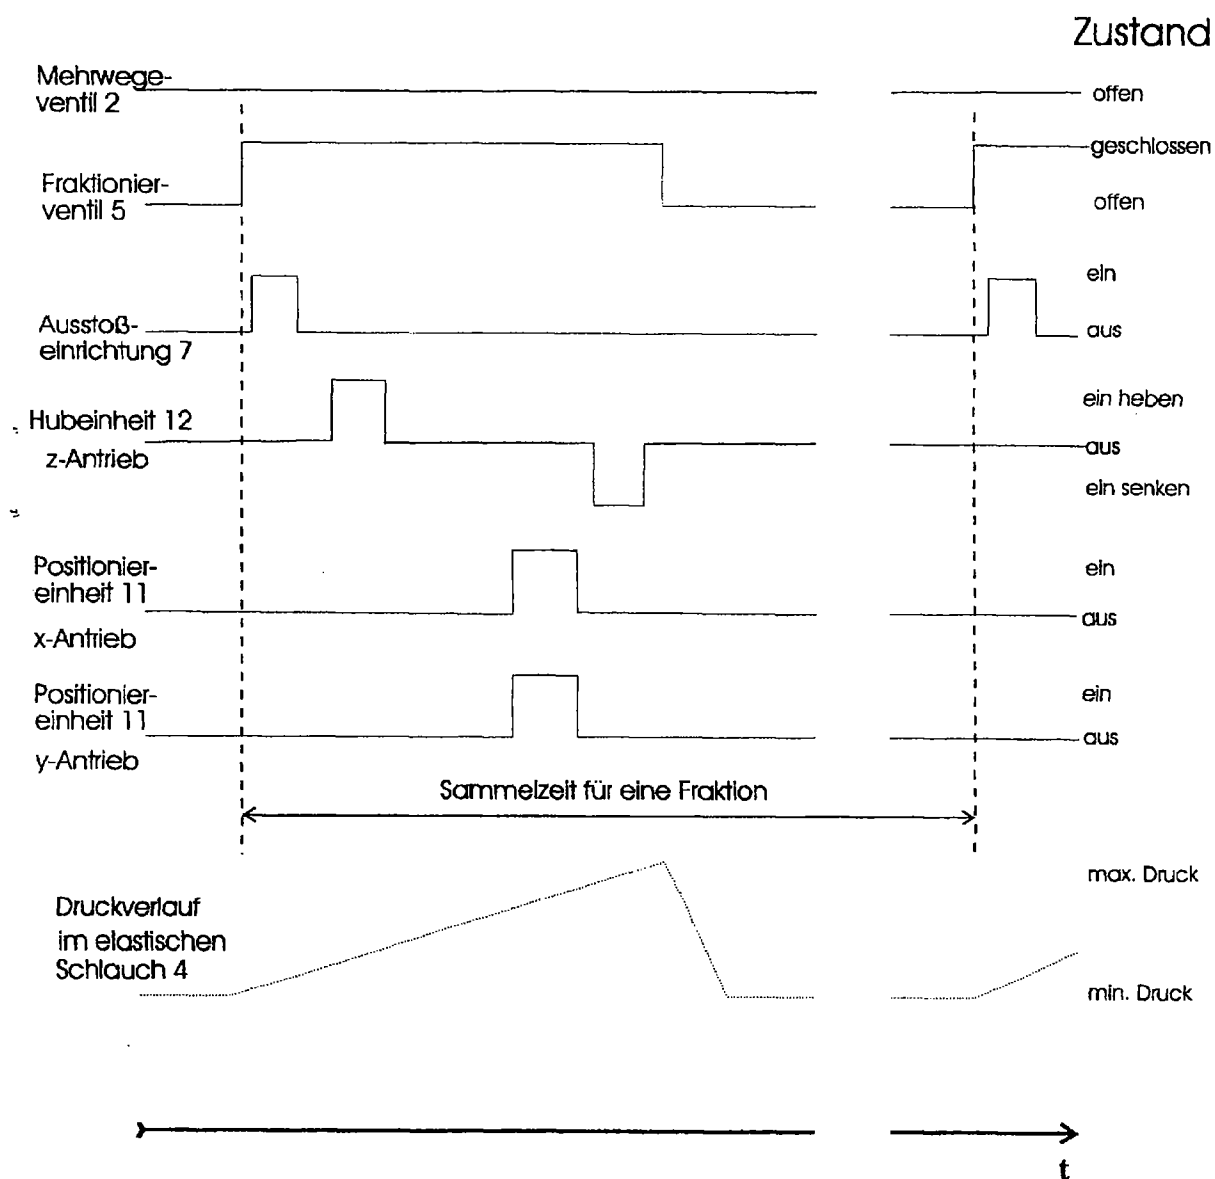 Zustand
Mehrwege-
ventil 2
offen
geschlossen
Fraktionier-
ventil 5
offen
ein
Ausstoß-
einrichtung 7
aus
ein heben
Hubeinheit 12
z-Antrieb
aus
ein senken
Positionier-
einheit 11
x-Antrieb
ein
aus
Positionier-
einheit 11
y-Antrieb
ein
aus
Sammelzeit für eine Fraktion
max. Druck
Druckverlauf
im elastischen
Schlauch 4
min. Druck
t